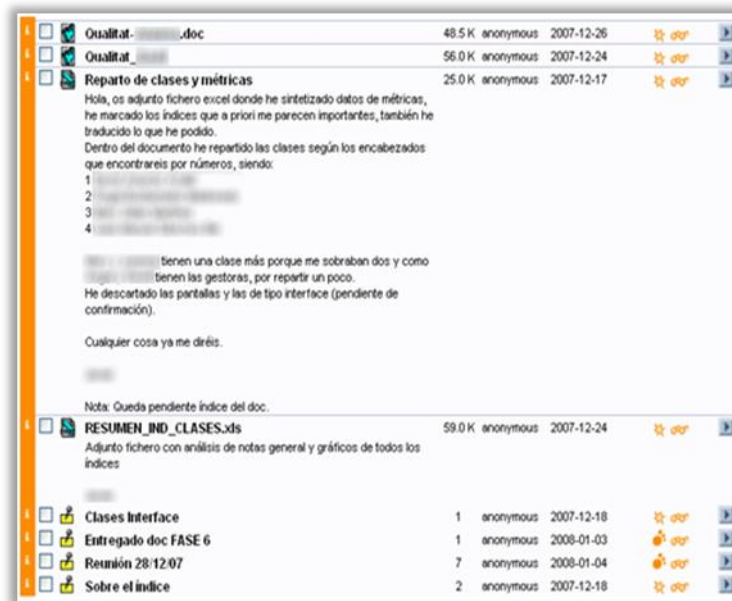 Qualitat- .doc 48.5 K anonymous 2007-12-26
Qualitat_ 56.0 K anonymous 2007-12-24
Reparto de clases y métricas 25.0 K anonymous 2007-12-17
Hola, os adjunto fichero excel donde he sintetizado datos de métricas,
he marcado los índices que a priori me parecen importantes, también he
traducido lo que he podido.
Dentro del documento he repartido las clases según los encabezados
que encontrareis por números, siendo:
1
2
3
4
tienen una clase más porque me sobraban dos y como
tienen las gestoras, por repartir un poco.
He descartado las pantallas y las de tipo interface (pendiente de
confirmación).
Cualquier cosa ya me diréis.
Nota: Queda pendiente índice del doc.
RESUMEN_IND_CLASES.xls 59.0 K anonymous 2007-12-24
Adjunto fichero con análisis de notas general y gráficos de todos los
índices
Clases Interface 1 anonymous 2007-12-18
Entregado doc FASE 6 1 anonymous 2008-01-03
Reunión 28/12/07 7 anonymous 2008-01-04
Sobre el índice 2 anonymous 2007-12-18